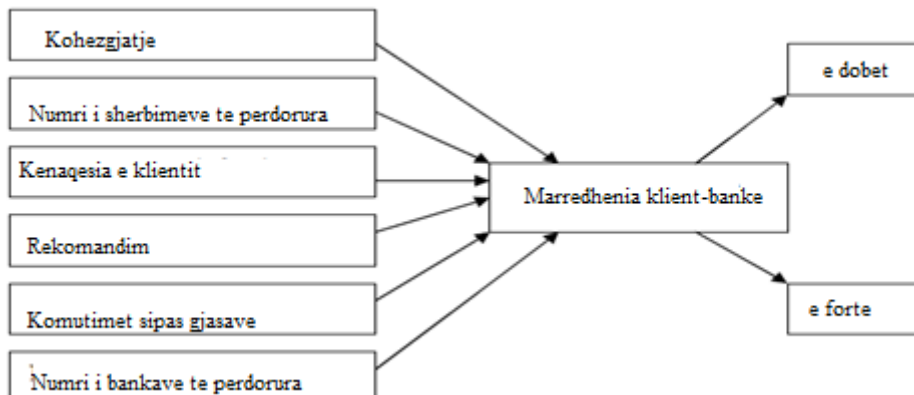 Kohezgjatje
Numri i sherbimeve te perdorura
Kenaqesia e klientit
Rekomandim
Komutimet sipas gjasave
Numri i bankave te perdorura
Marredhenia klient-banke
e dobet
e forte